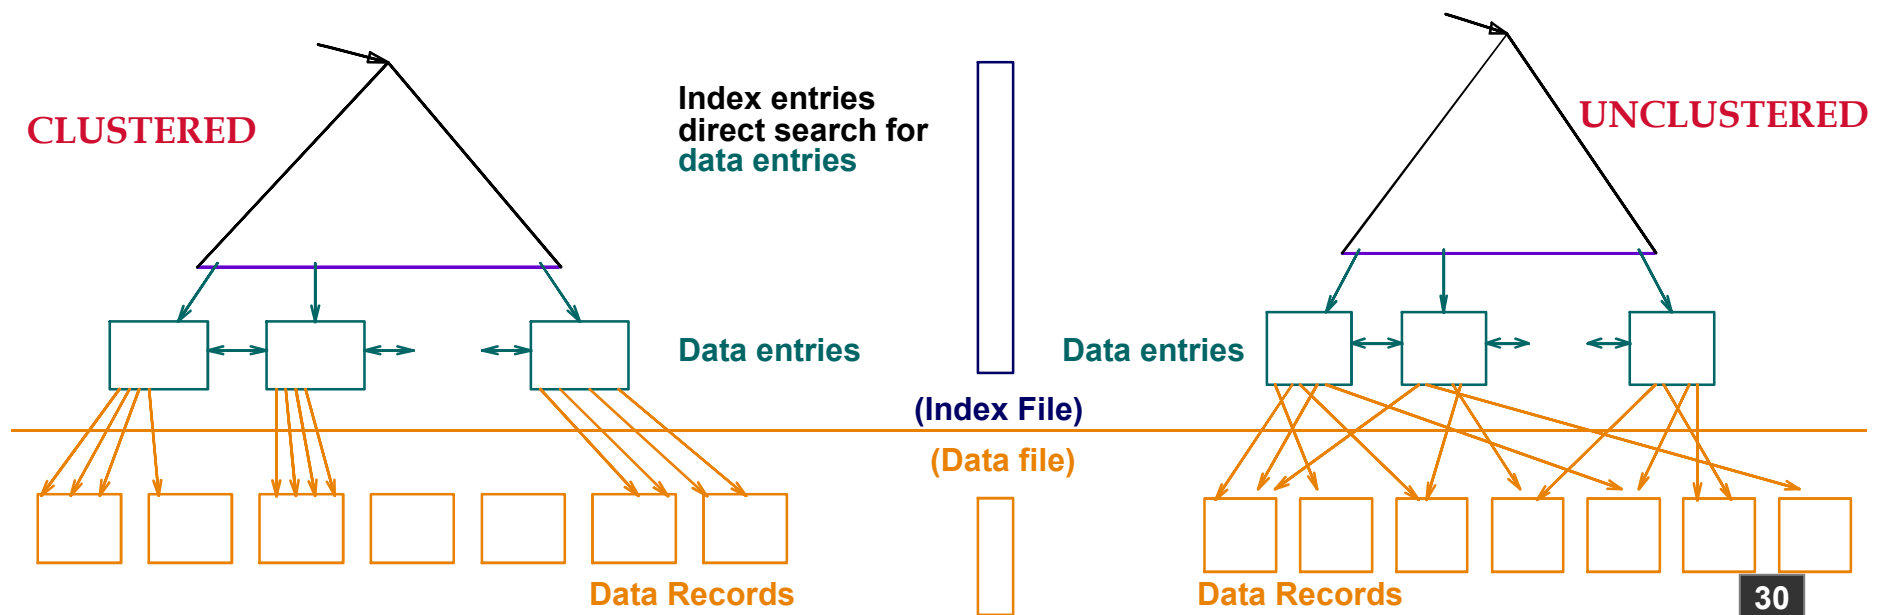 CLUSTERED
Index entries
direct search for
data entries
UNCLUSTERED
Data entries
Data entries
(Index File)
(Data file)
Data Records
Data Records
30